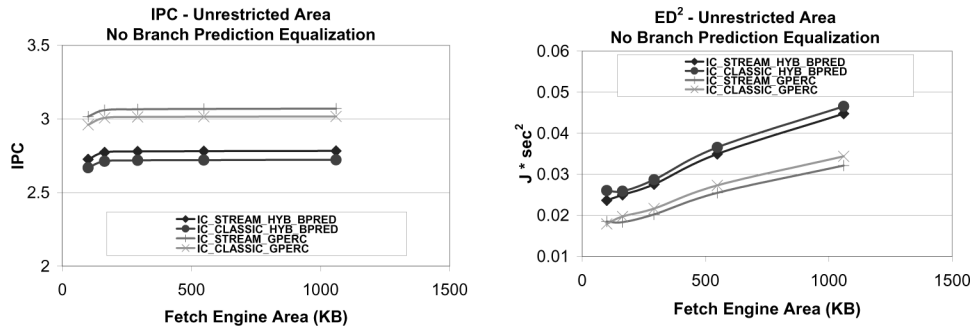 IPC - Unrestricted Area
No Branch Prediction Equalization
3.5
3
2.5
2
IPC
IC_STREAM_HYB_BPRED
IC_CLASSIC_HYB_BPRED
IC_STREAM_GPERC
IC_CLASSIC_GPERC
0 500 1000 1500
Fetch Engine Area (KB)
ED² - Unrestricted Area
No Branch Prediction Equalization
0.06
0.05
0.04
0.03
0.02
0.01
0.00
J * sec²
IC_STREAM_HYB_BPRED
IC_CLASSIC_HYB_BPRED
IC_STREAM_GPERC
IC_CLASSIC_GPERC
0 500 1000 1500
Fetch Engine Area (KB)